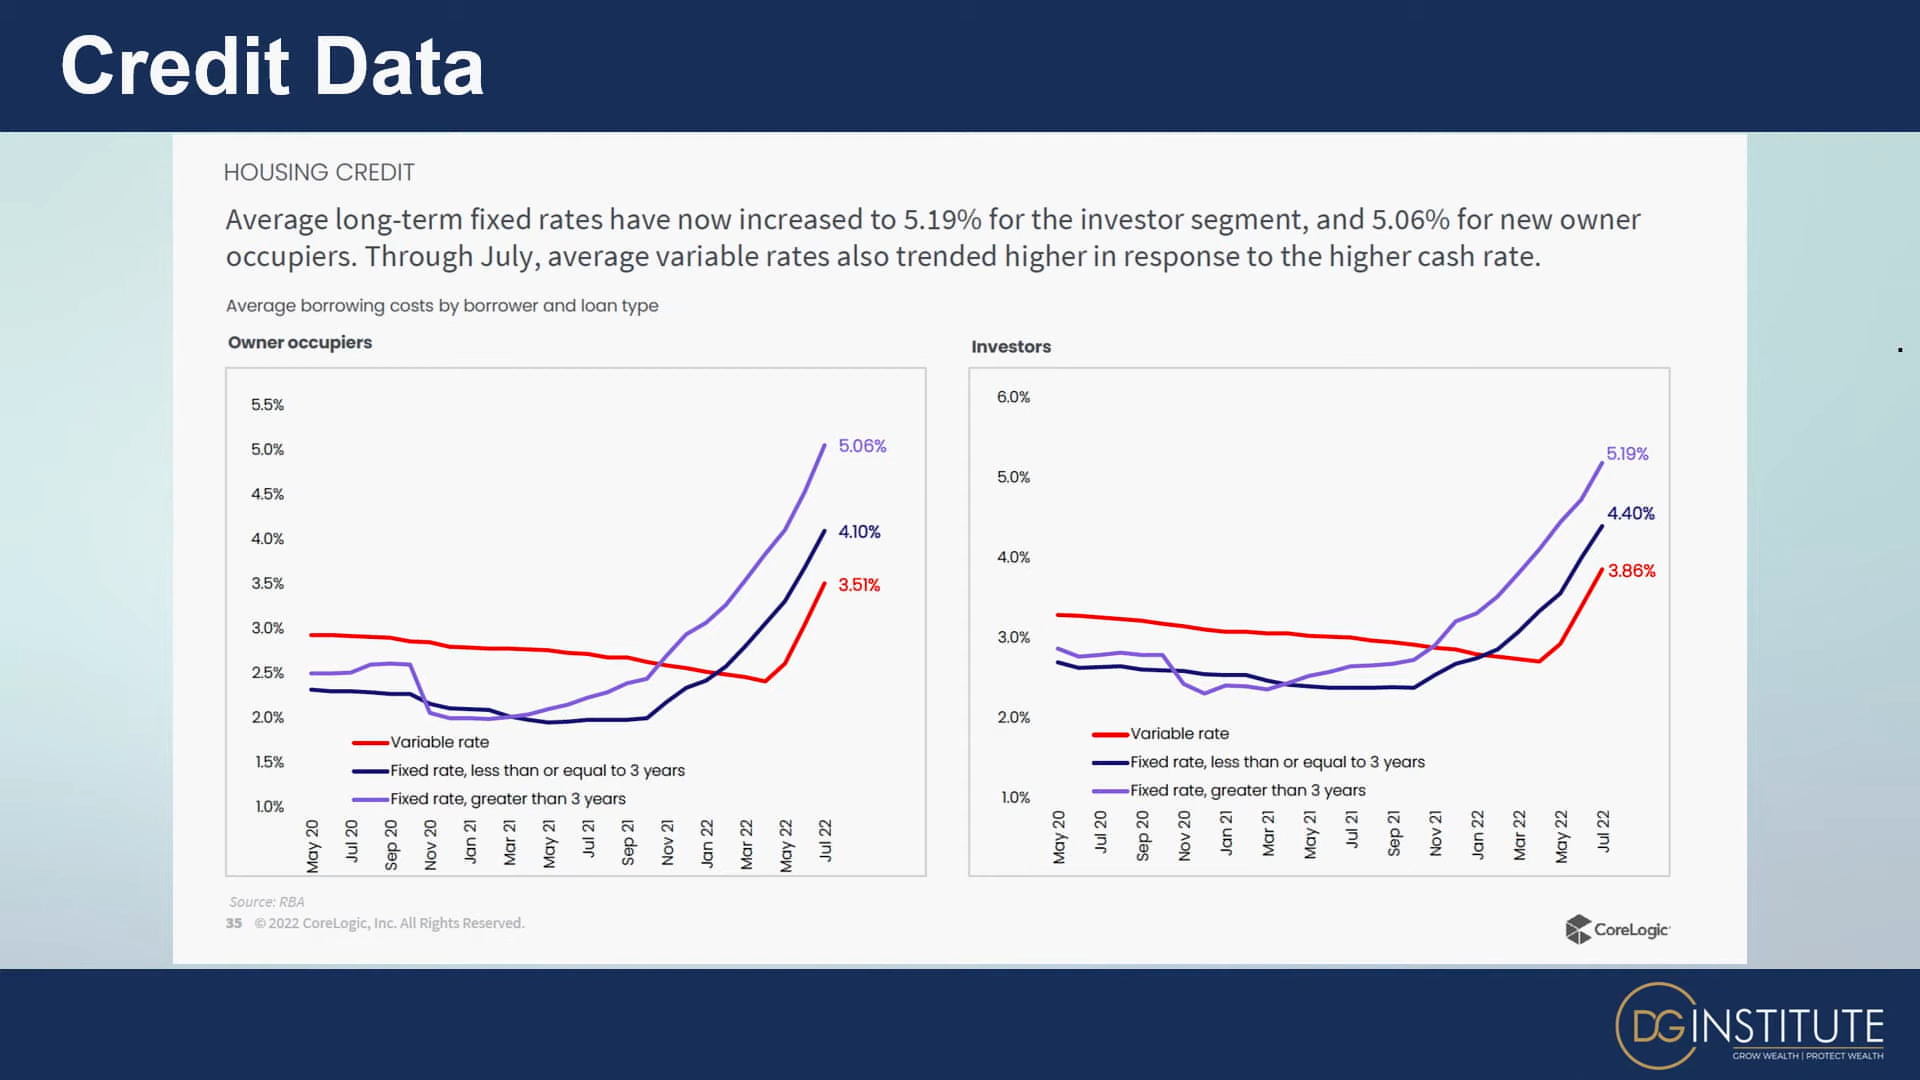 Credit Data
HOUSING CREDIT
Average long-term fixed rates have now increased to 5.19% for the investor segment, and 5.06% for new owner
occupiers. Through July, average variable rates also trended higher in response to the higher cash rate.
Average borrowing costs by borrower and loan type
Owner occupiers
5.5%
5.0%
4.5%
4.0%
3.5%
3.0%
2.5%
2.0%
1.5%
1.0%
5.06%
4.10%
3.51%
Variable rate
Fixed rate, less than or equal to 3 years
Fixed rate, greater than 3 years
May 20
Jul 20
Sep 20
Nov 20
Jan 21
Mar 21
May 21
Jul 21
Sep 21
Nov 21
Jan 22
Mar 22
May 22
Jul 22
Investors
6.0%
5.0%
4.0%
3.0%
2.0%
1.0%
5.19%
4.40%
3.86%
Variable rate
Fixed rate, less than or equal to 3 years
Fixed rate, greater than 3 years
May 20
Jul 20
Sep 20
Nov 20
Jan 21
Mar 21
May 21
Jul 21
Sep 21
Nov 21
Jan 22
Mar 22
May 22
Jul 22
Source: RBA
35 © 2022 CoreLogic, Inc. All Rights Reserved.
CoreLogic
DG INSTITUTE
GROW WEALTH | PROTECT WEALTH